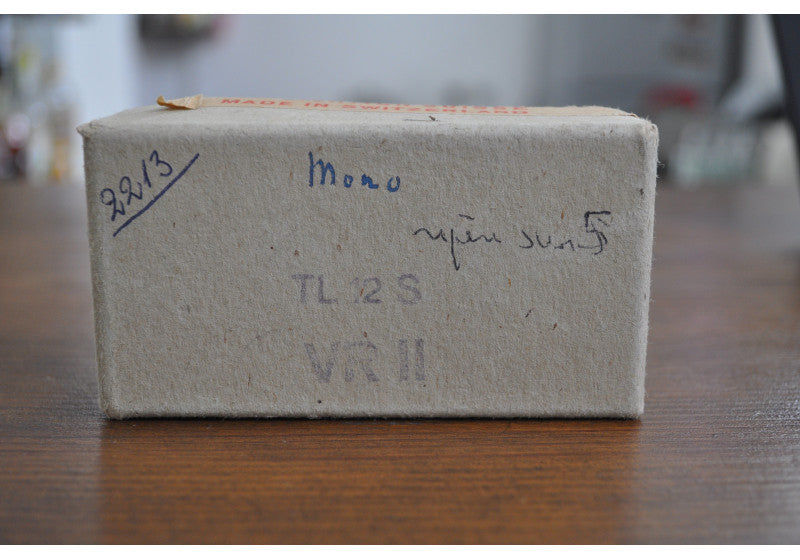 MADE IN SWITZERLAND
2213
Mono
TL 12 S
VR II